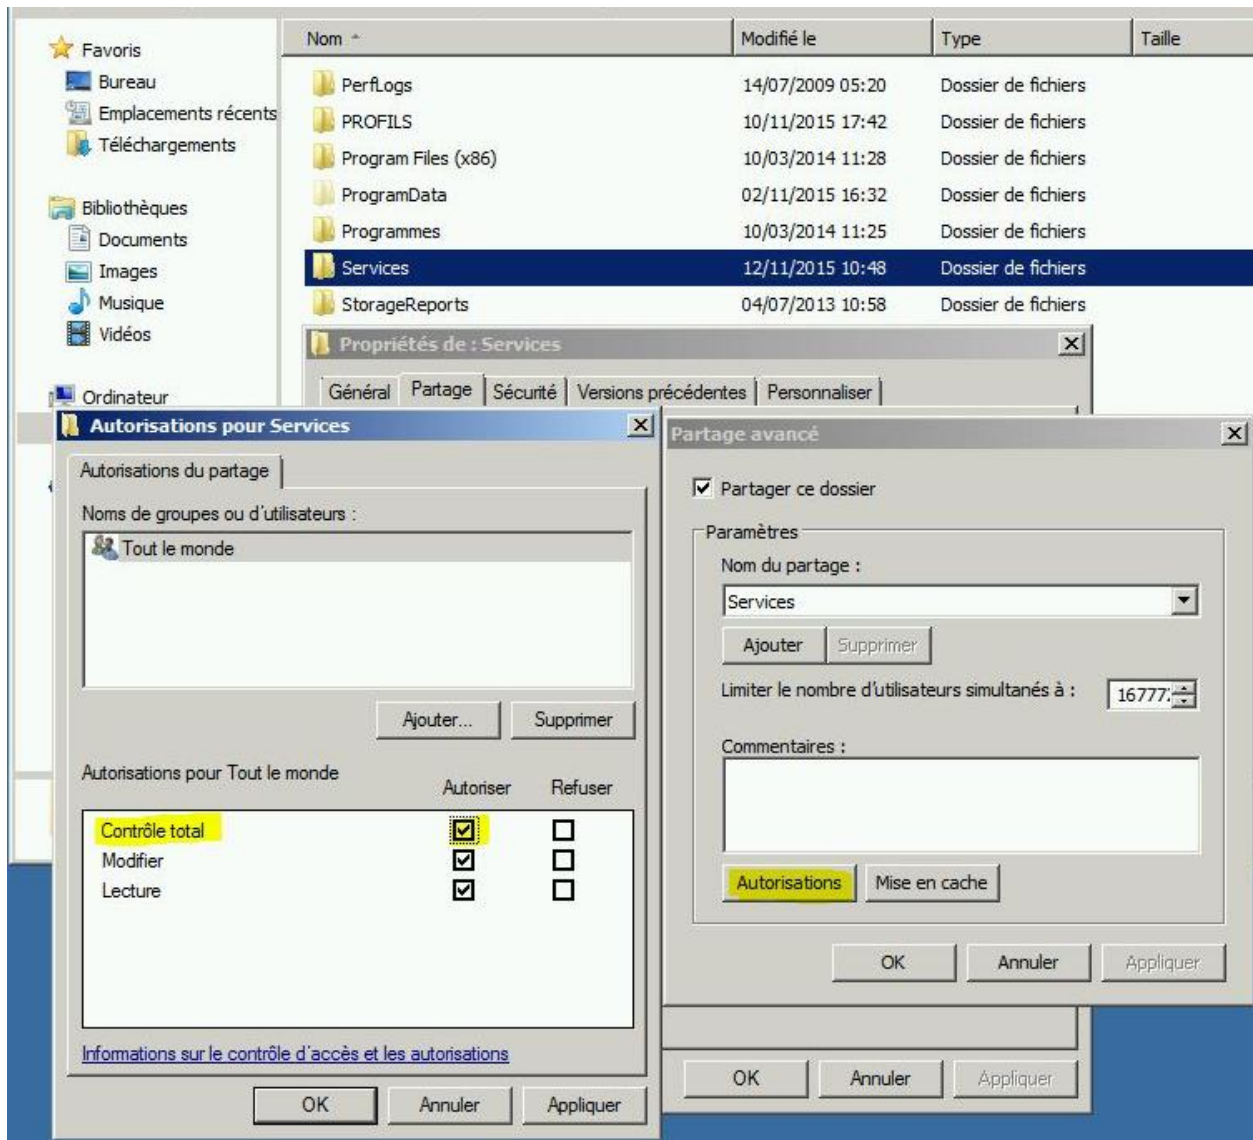 Favoris
Bureau
Emplacements récents
Téléchargements
Bibliothèques
Documents
Images
Musique
Vidéos
Ordinateur
Nom Modifié le Type Taille
PerfLogs 14/07/2009 05:20 Dossier de fichiers
PROFILS 10/11/2015 17:42 Dossier de fichiers
Program Files (x86) 10/03/2014 11:28 Dossier de fichiers
ProgramData 02/11/2015 16:32 Dossier de fichiers
Programmes 10/03/2014 11:25 Dossier de fichiers
Services 12/11/2015 10:48 Dossier de fichiers
StorageReports 04/07/2013 10:58 Dossier de fichiers
Propriétés de : Services
Général Partage Sécurité Versions précédentes Personnaliser
Autorisations pour Services
Autorisations du partage
Noms de groupes ou d'utilisateurs :
Tout le monde
Ajouter... Supprimer
Autorisations pour Tout le monde Autoriser Refuser
Contrôle total
Modifier
Lecture
Informations sur le contrôle d'accès et les autorisations
OK Annuler Appliquer
Partage avancé
Partager ce dossier
Paramètres
Nom du partage :
Services
Ajouter Supprimer
Limiter le nombre d'utilisateurs simultanés à :
Commentaires :
Autorisations Mise en cache
OK Annuler Appliquer
OK Annuler Appliquer